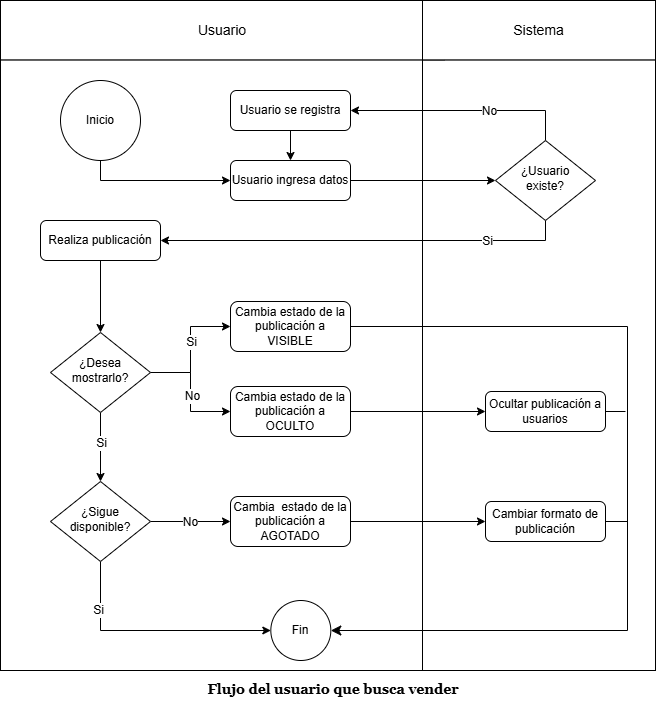 Usuario
Sistema
Inicio
Usuario se registra
No
Usuario ingresa datos
¿Usuario
existe?
Realiza publicación
Si
¿Desea
mostrarlo?
Si
Cambia estado de la
publicación a
VISIBLE
No
Cambia estado de la
publicación a
OCULTO
Ocultar publicación a
usuarios
Si
¿Sigue
disponible?
No
Cambia estado de la
publicación a
AGOTADO
Cambiar formato de
publicación
Si
Fin
Flujo del usuario que busca vender